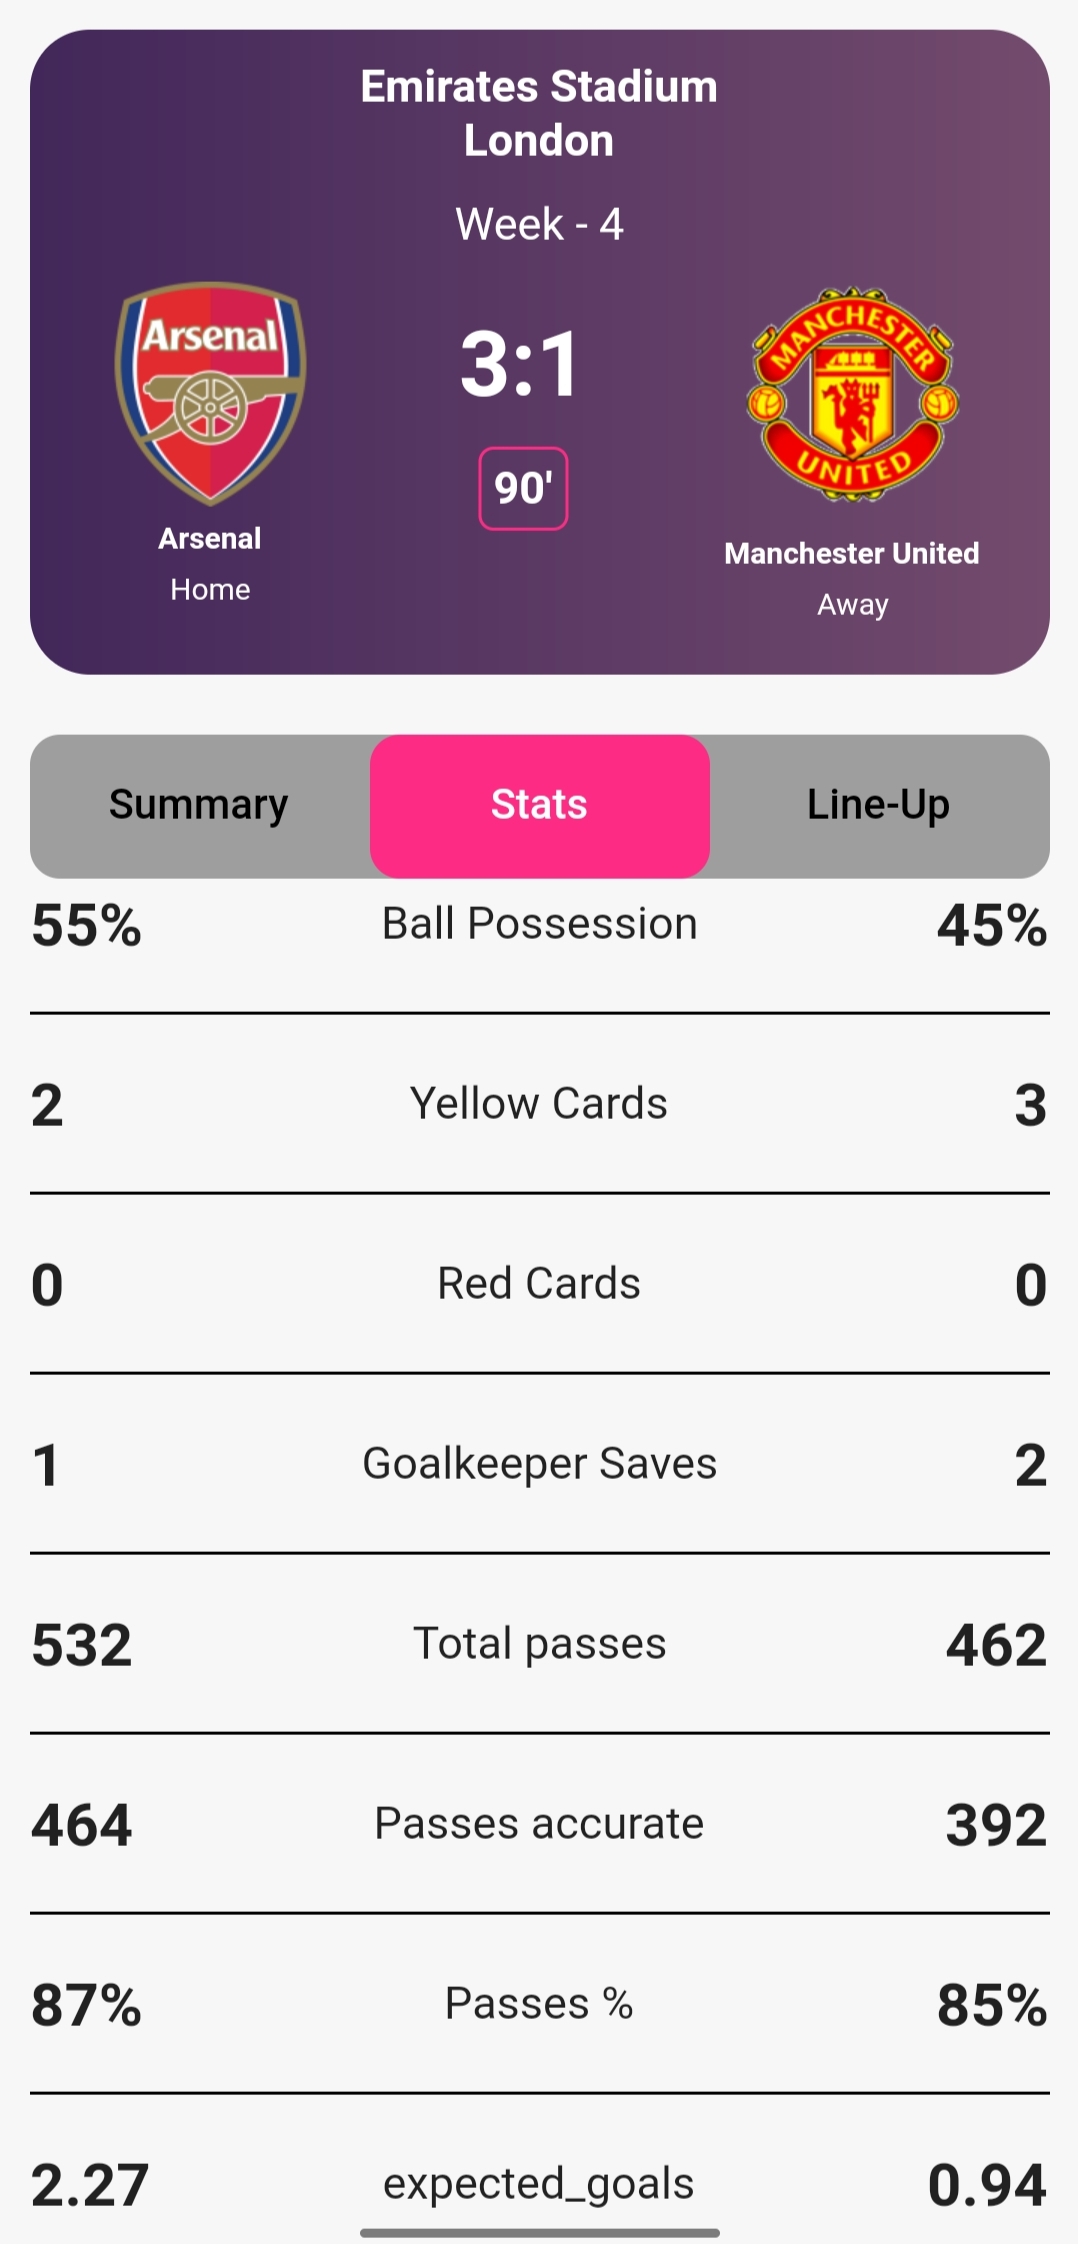 Emirates Stadium
London
Week - 4
Arsenal
3:1
MANCHESTER
UNITED
90'
Arsenal
Home
Manchester United
Away
Summary
Stats
Line-Up
55% Ball Possession 45%
2 Yellow Cards 3
0 Red Cards 0
1 Goalkeeper Saves 2
532 Total passes 462
464 Passes accurate 392
87% Passes % 85%
2.27 expected_goals 0.94